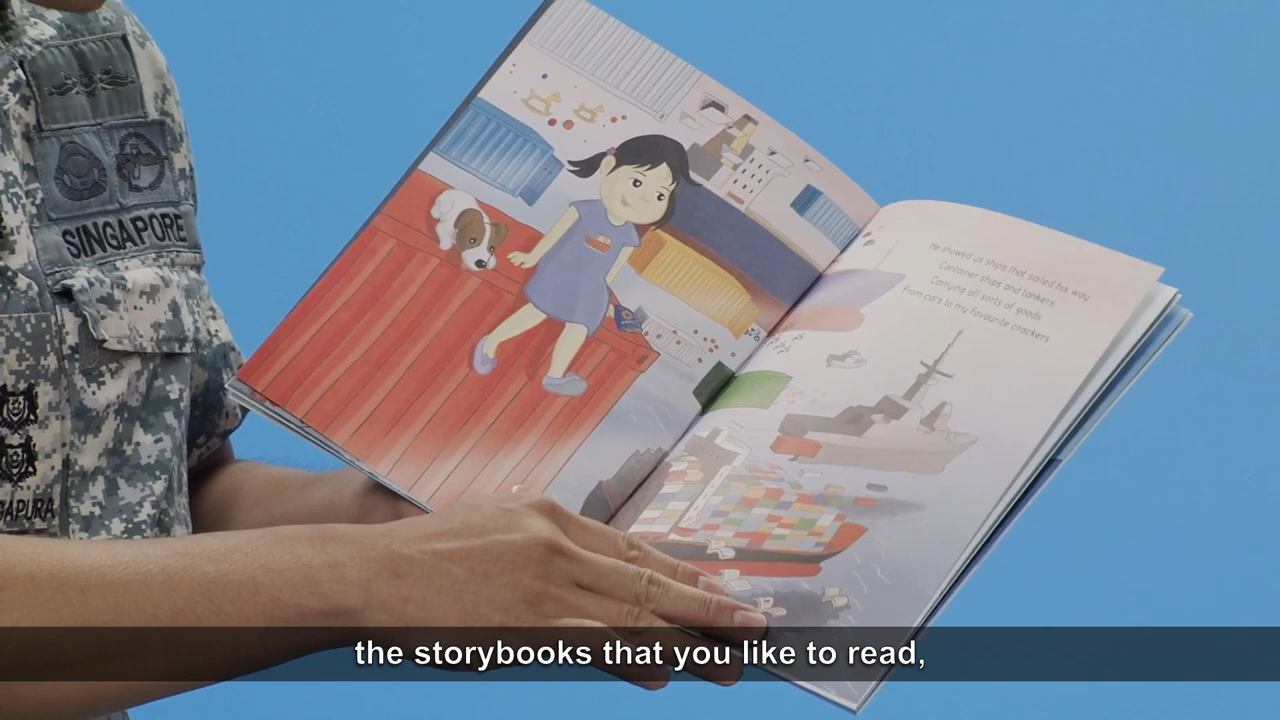 SINGAPORE
GAPURA
He showed us ships that sailed his way
Container ships and tankers
Carrying all sorts of goods
From cars to my favourite crackers
the storybooks that you like to read,